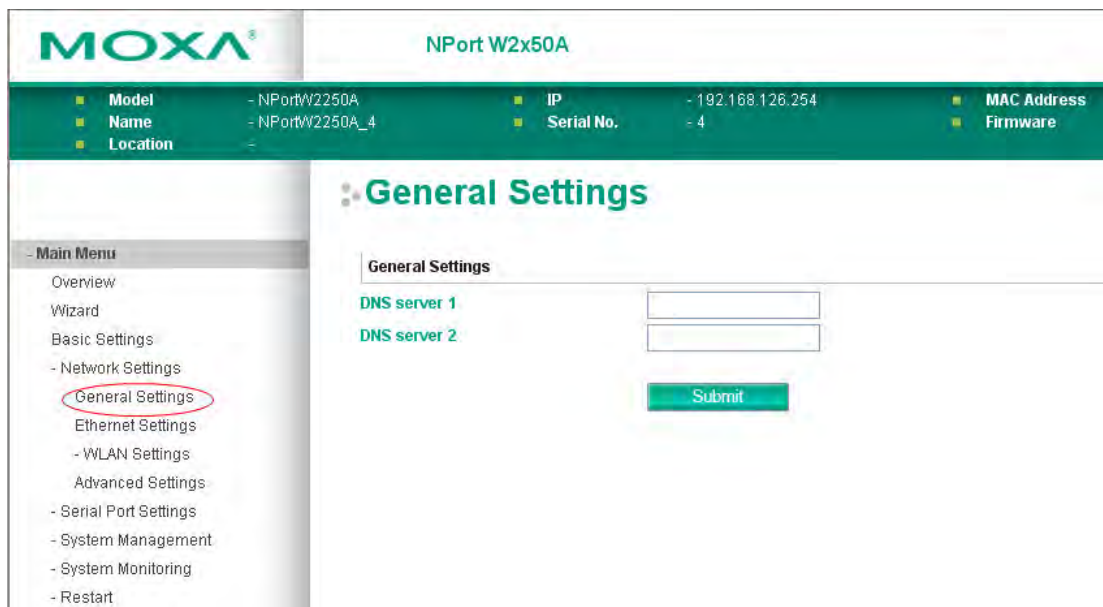 MOXA®
NPort W2x50A
Model - NPortW2250A IP - 192.168.126.254 MAC Address
Name - NPortW2250A_4 Serial No. - 4 Firmware
Location -
General Settings
- Main Menu
Overview
Wizard
Basic Settings
- Network Settings
General Settings
Ethernet Settings
- WLAN Settings
Advanced Settings
- Serial Port Settings
- System Management
- System Monitoring
- Restart
General Settings
DNS server 1
DNS server 2
Submit